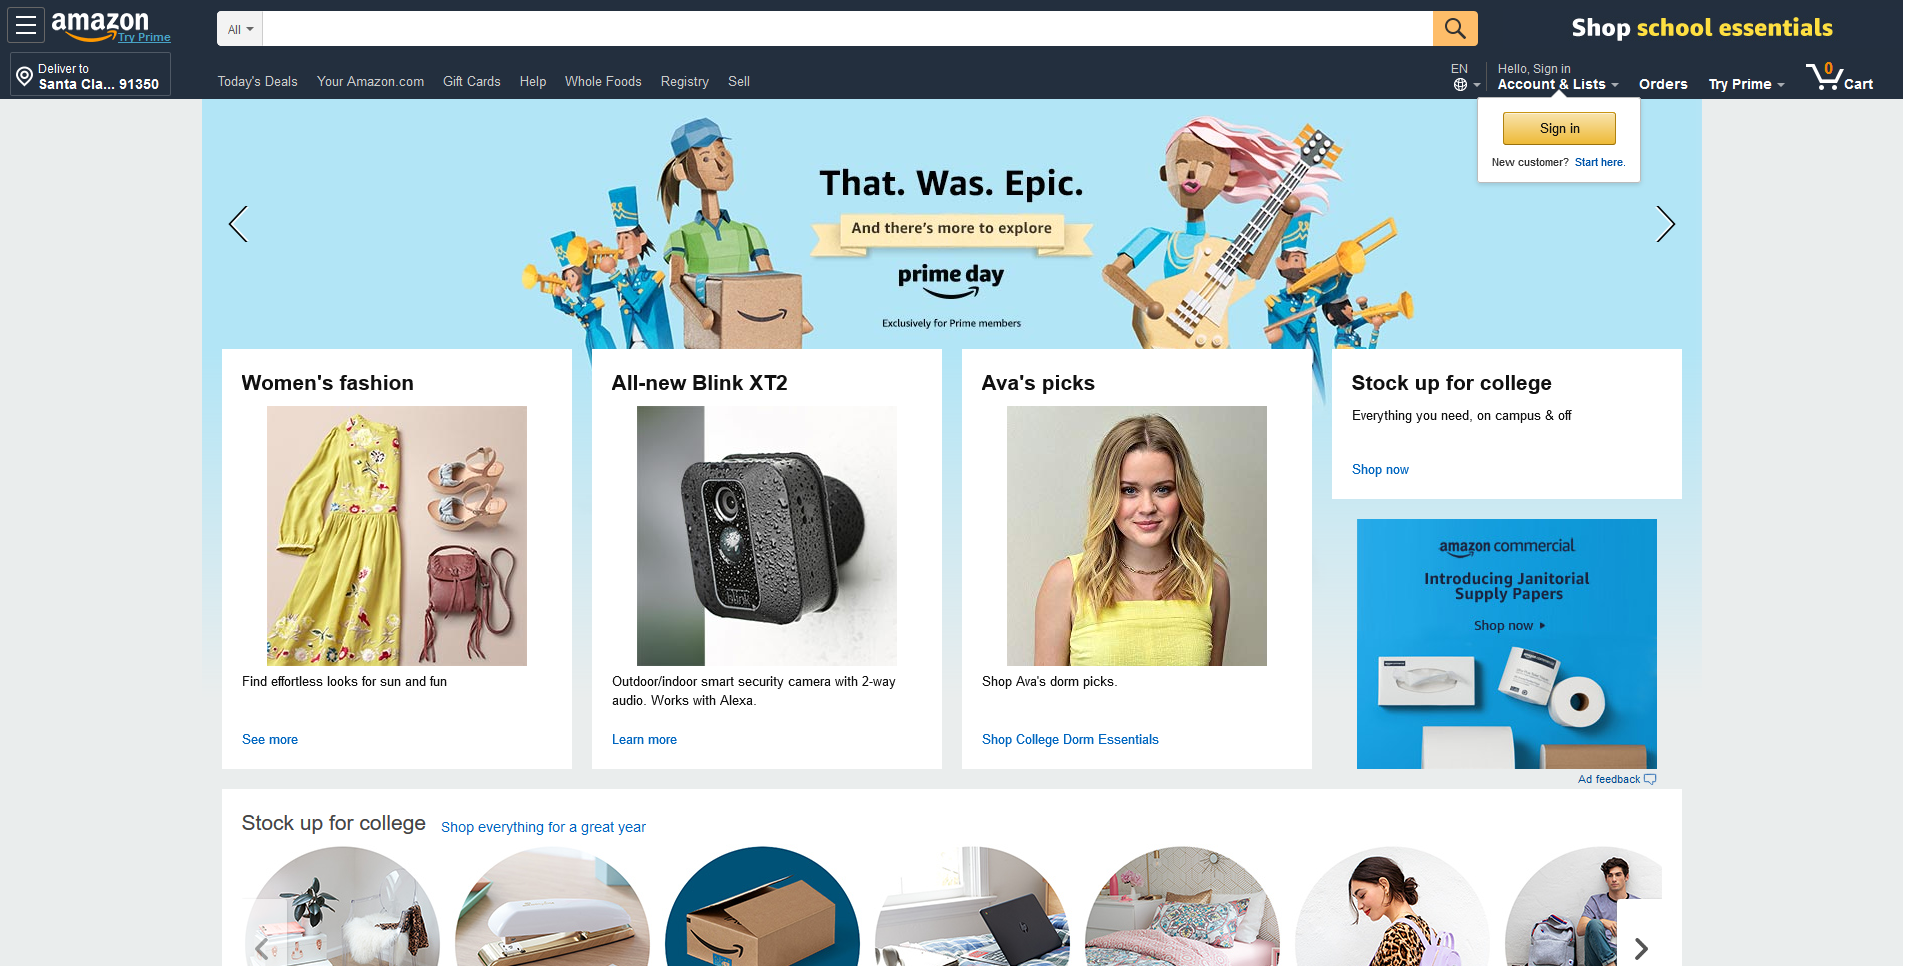 amazon
Try Prime
All
Shop school essentials
Deliver to
Santa Cla... 91350
Today's Deals
Your Amazon.com
Gift Cards
Help
Whole Foods
Registry
Sell
EN
Hello, Sign in
Account & Lists
Orders
Try Prime
0
Cart
Sign in
New customer? Start here.
That. Was. Epic.
And there's more to explore
prime day
Exclusively for Prime members
Women's fashion
Find effortless looks for sun and fun
See more
All-new Blink XT2
blink
Outdoor/indoor smart security camera with 2-way
audio. Works with Alexa.
Learn more
Ava's picks
Shop Ava's dorm picks.
Shop College Dorm Essentials
Stock up for college
Everything you need, on campus & off
Shop now
amazon commercial
Introducing Janitorial
Supply Papers
Shop now
Ad feedback
Stock up for college
Shop everything for a great year